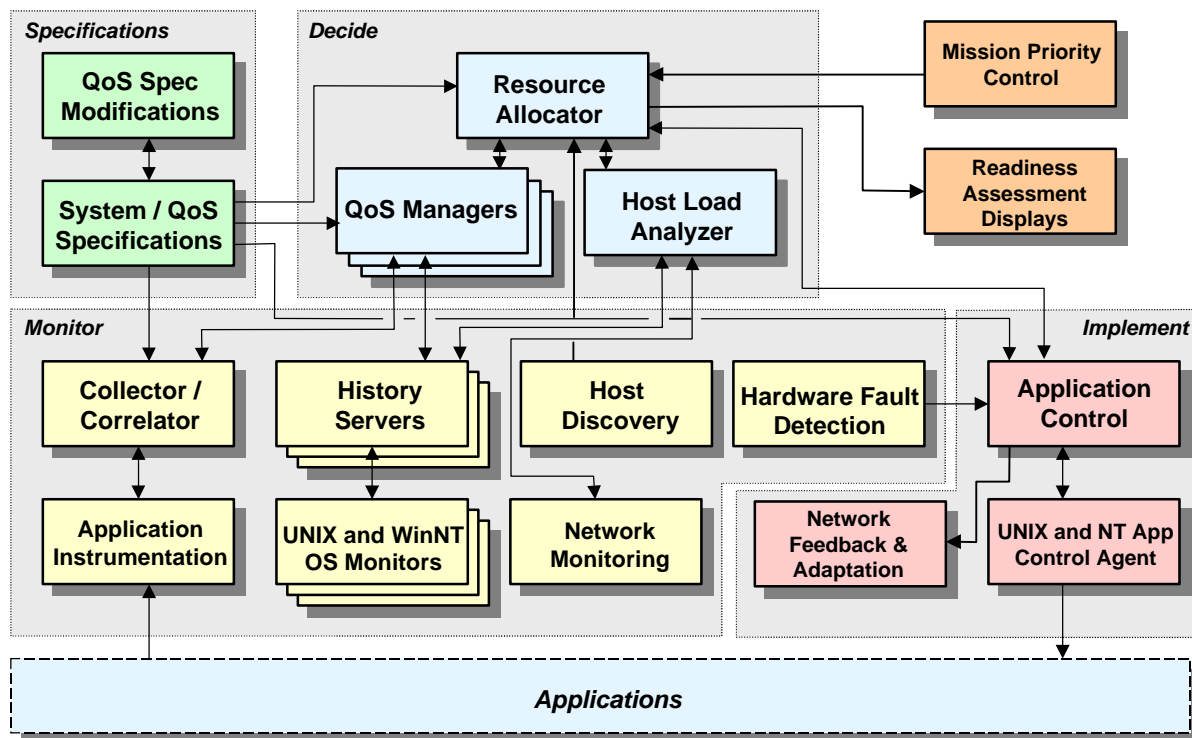 Specifications
QoS Spec
Modifications
System / QoS
Specifications
Decide
Resource
Allocator
QoS Managers
Host Load
Analyzer
Mission Priority
Control
Readiness
Assessment
Displays
Monitor
Collector /
Correlator
History
Servers
Host
Discovery
Hardware Fault
Detection
Application
Instrumentation
UNIX and WinNT
OS Monitors
Network
Monitoring
Implement
Application
Control
Network
Feedback &
Adaptation
UNIX and NT App
Control Agent
Applications